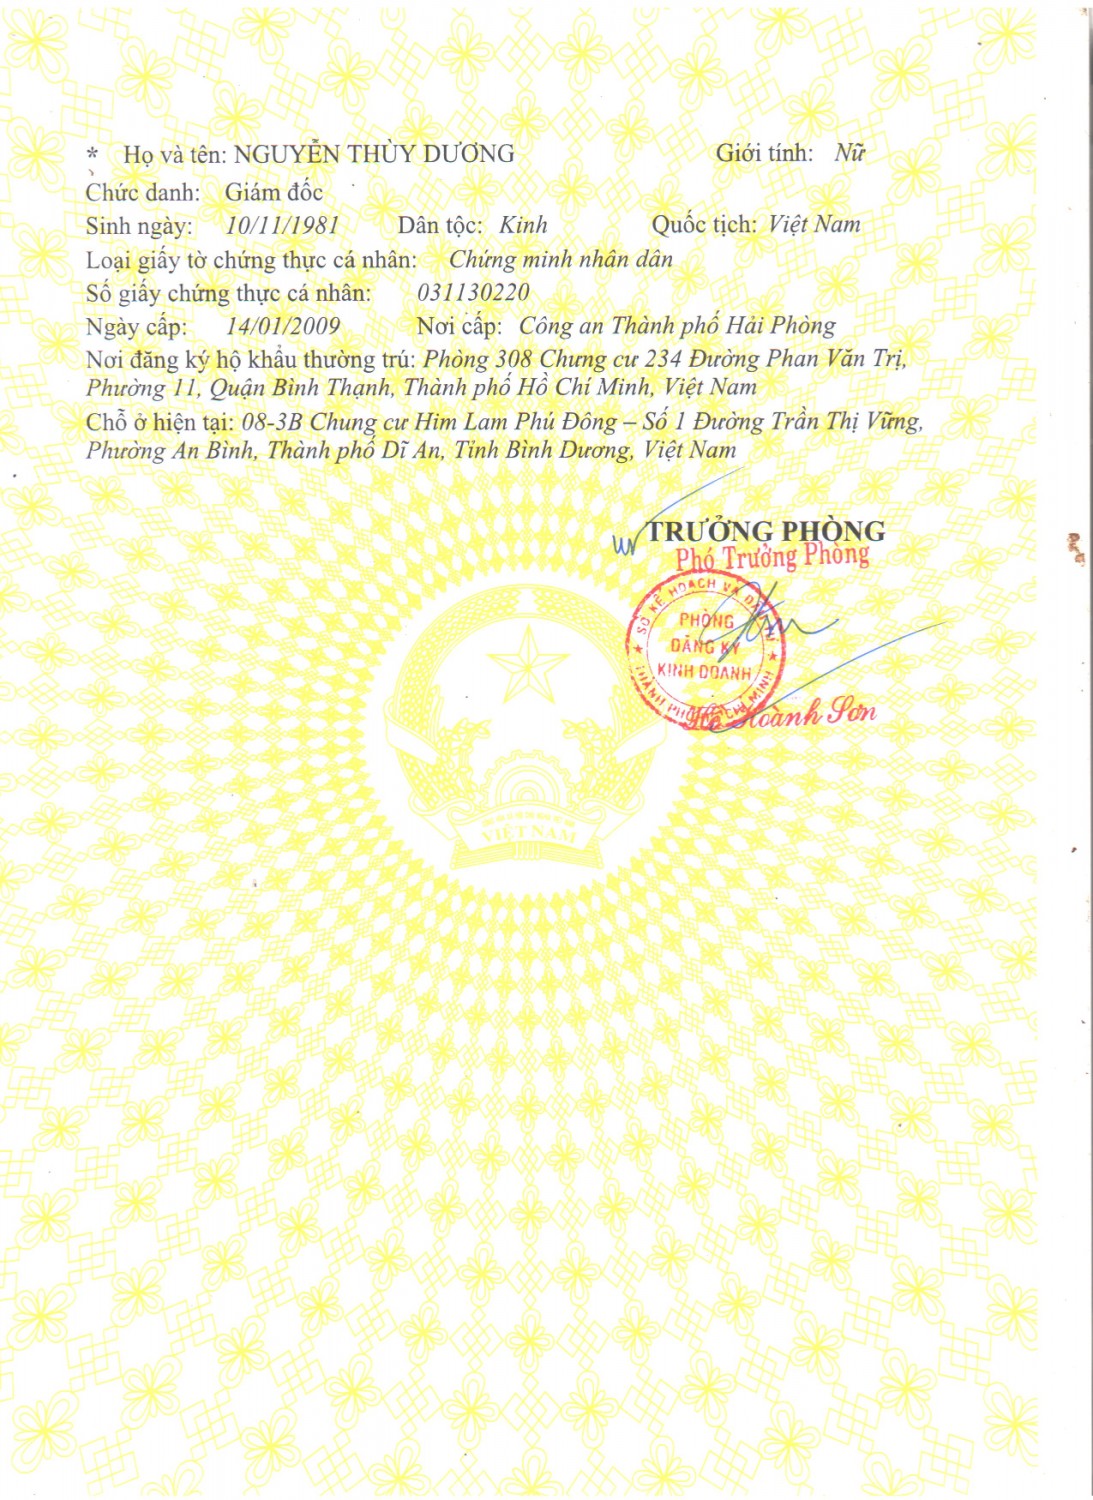 * Họ và tên: NGUYỄN THÙY DƯƠNG Giới tính: Nữ
Chức danh: Giám đốc
Sinh ngày: 10/11/1981 Dân tộc: Kinh Quốc tịch: Việt Nam
Loại giấy tờ chứng thực cá nhân: Chứng minh nhân dân
Số giấy chứng thực cá nhân: 031130220
Ngày cấp: 14/01/2009 Nơi cấp: Công an Thành phố Hải Phòng
Nơi đăng ký hộ khẩu thường trú: Phòng 308 Chưng cư 234 Đường Phan Văn Trị,
Phường 11, Quận Bình Thạnh, Thành phố Hồ Chí Minh, Việt Nam
Chỗ ở hiện tại: 08-3B Chung cư Him Lam Phú Đông – Số 1 Đường Trần Thị Vững,
Phường An Bình, Thành phố Dĩ An, Tỉnh Bình Dương, Việt Nam
TRƯỞNG PHÒNG
Phó Trưởng Phòng
SỞ KẾ HOẠCH VÀ ĐẦU TƯ
PHÒNG
ĐĂNG KÝ
KINH DOANH
THÀNH PHỐ HỒ CHÍ MINH
Hoành Sơn
VIỆT NAM